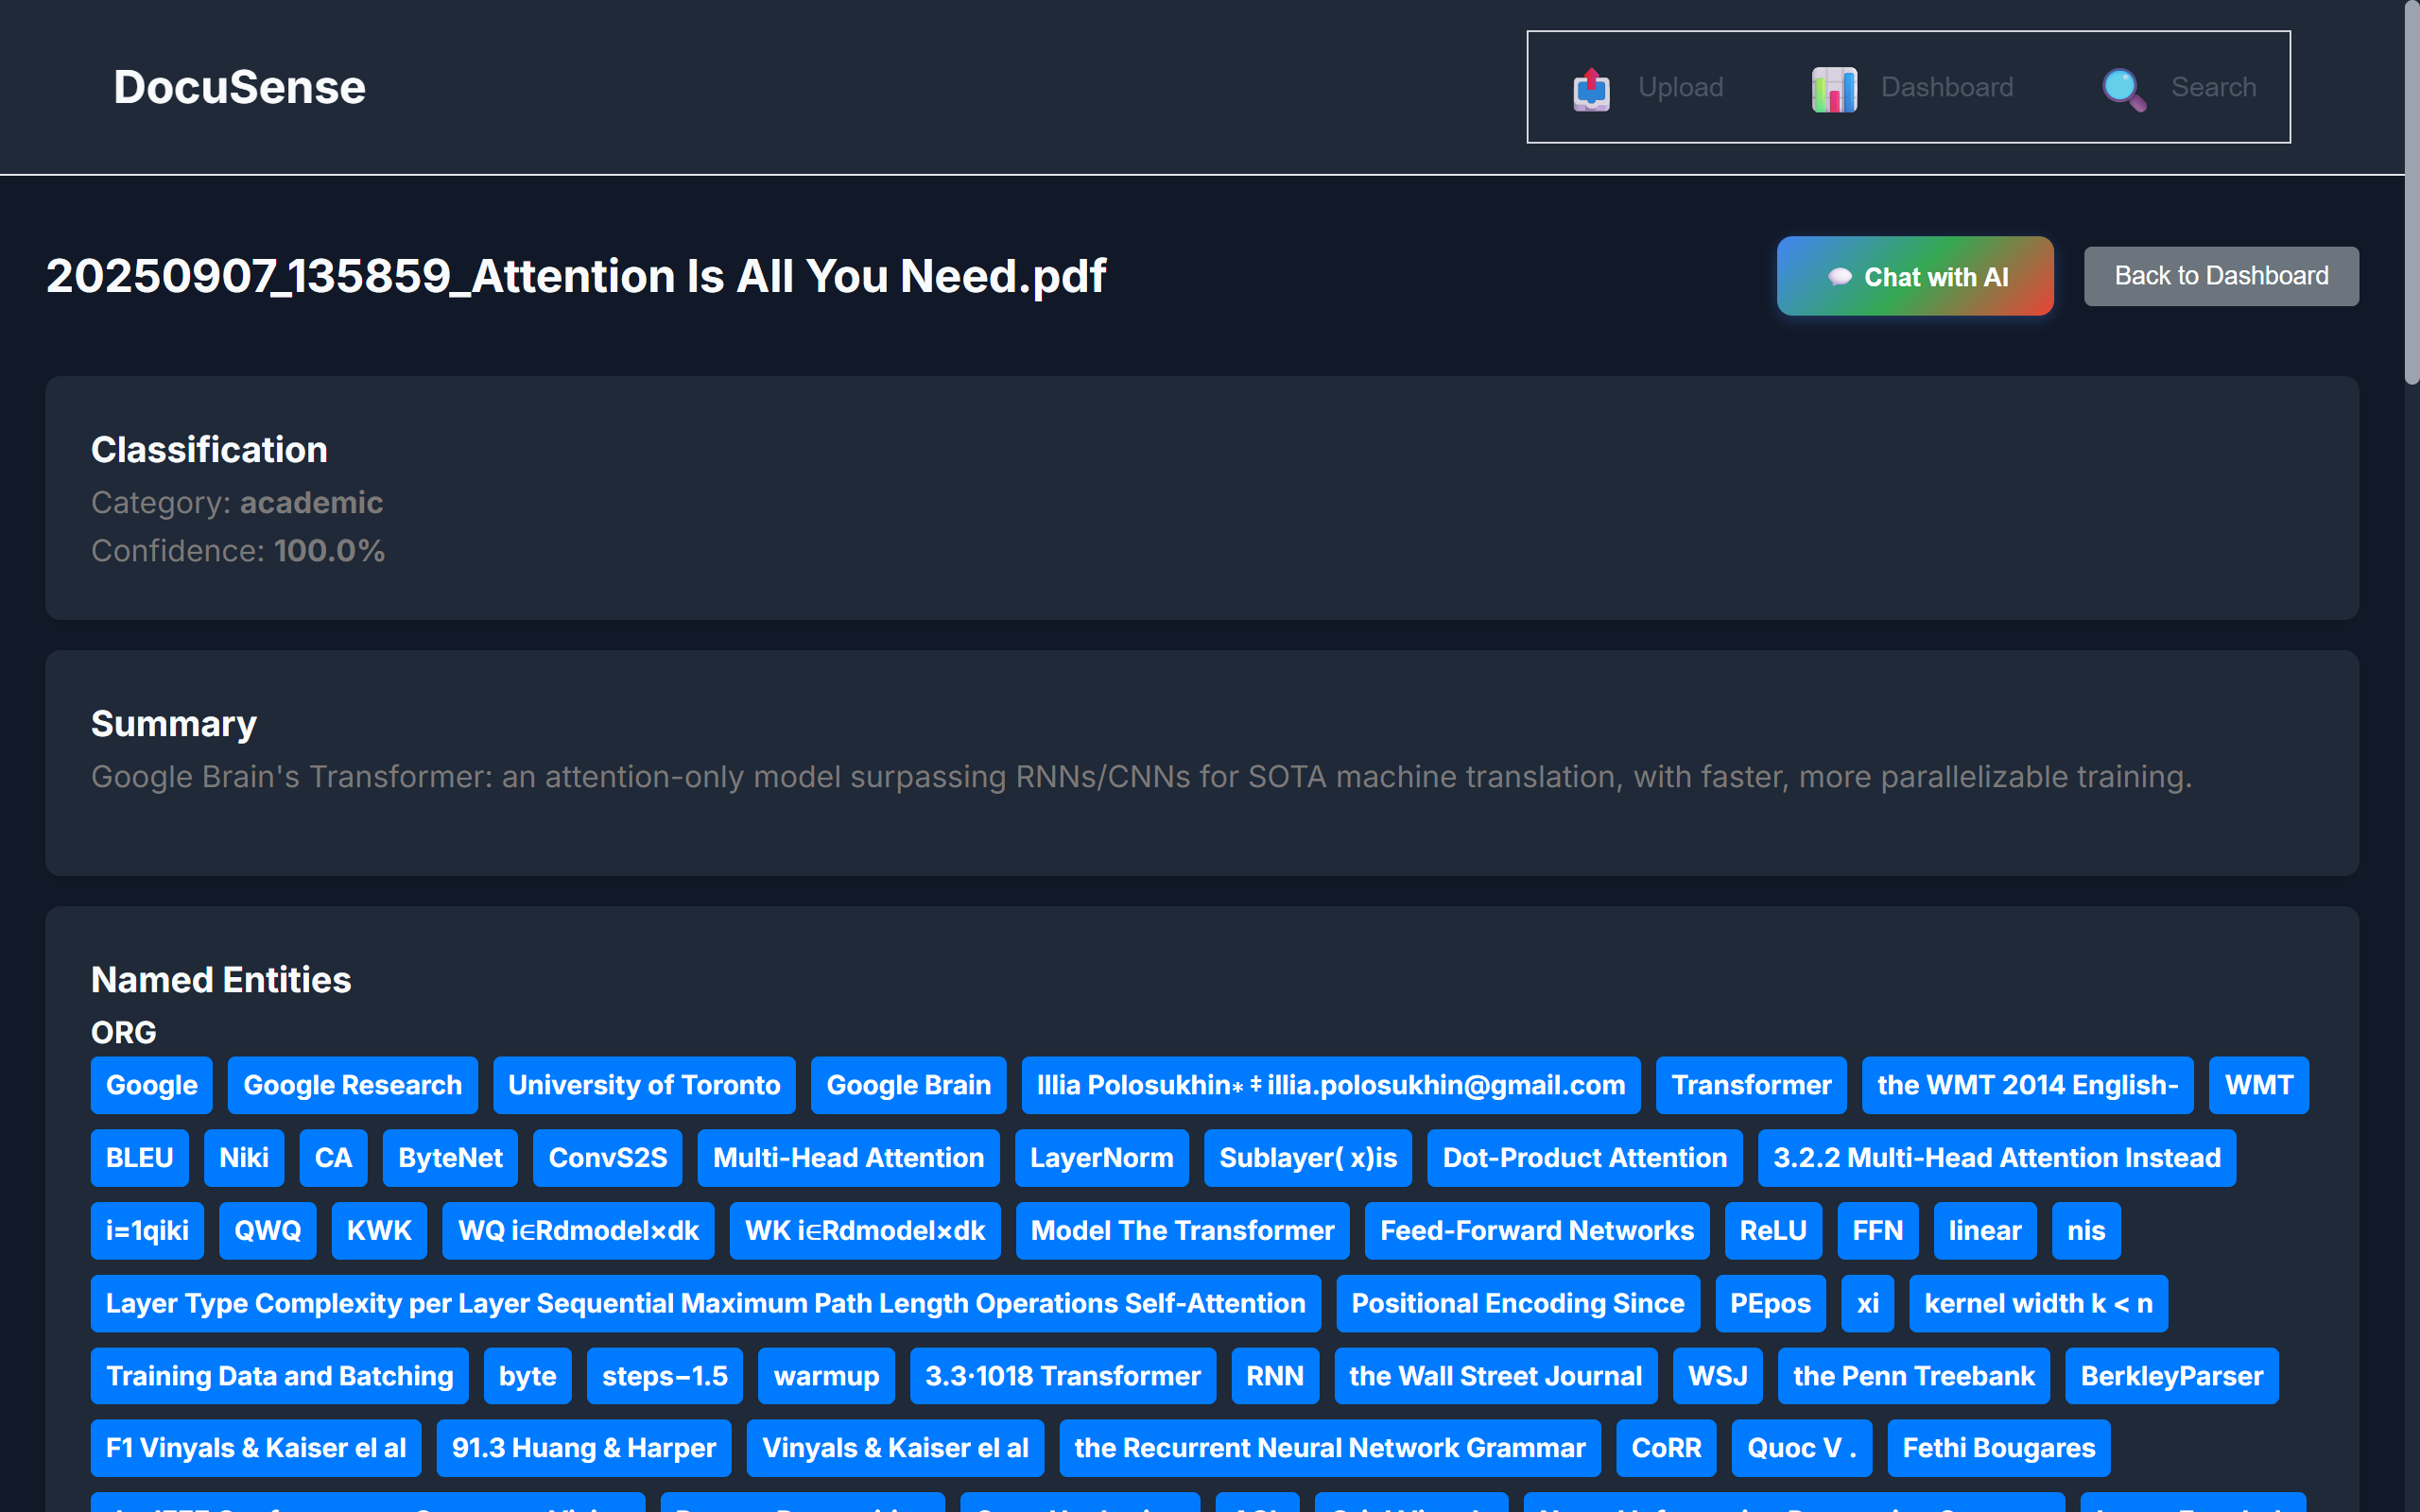 DocuSense
Upload Dashboard Search
20250907_135859_Attention Is All You Need.pdf
Chat with AI
Back to Dashboard
Classification
Category: academic
Confidence: 100.0%
Summary
Google Brain's Transformer: an attention-only model surpassing RNNs/CNNs for SOTA machine translation, with faster, more parallelizable training.
Named Entities
ORG
Google Google Research University of Toronto Google Brain Illia Polosukhin∗ ‡ illia.polosukhin@gmail.com Transformer the WMT 2014 English- WMT
BLEU Niki CA ByteNet ConvS2S Multi-Head Attention LayerNorm Sublayer( x)is Dot-Product Attention 3.2.2 Multi-Head Attention Instead
i=1qiki QWQ KWK WQ i∈Rdmodel×dk WK i∈Rdmodel×dk Model The Transformer Feed-Forward Networks ReLU FFN linear nis
Layer Type Complexity per Layer Sequential Maximum Path Length Operations Self-Attention Positional Encoding Since PEpos xi kernel width k < n
Training Data and Batching byte steps−1.5 warmup 3.3·1018 Transformer RNN the Wall Street Journal WSJ the Penn Treebank BerkleyParser
F1 Vinyals & Kaiser el al 91.3 Huang & Harper Vinyals & Kaiser el al the Recurrent Neural Network Grammar CoRR Quoc V . Fethi Bougares